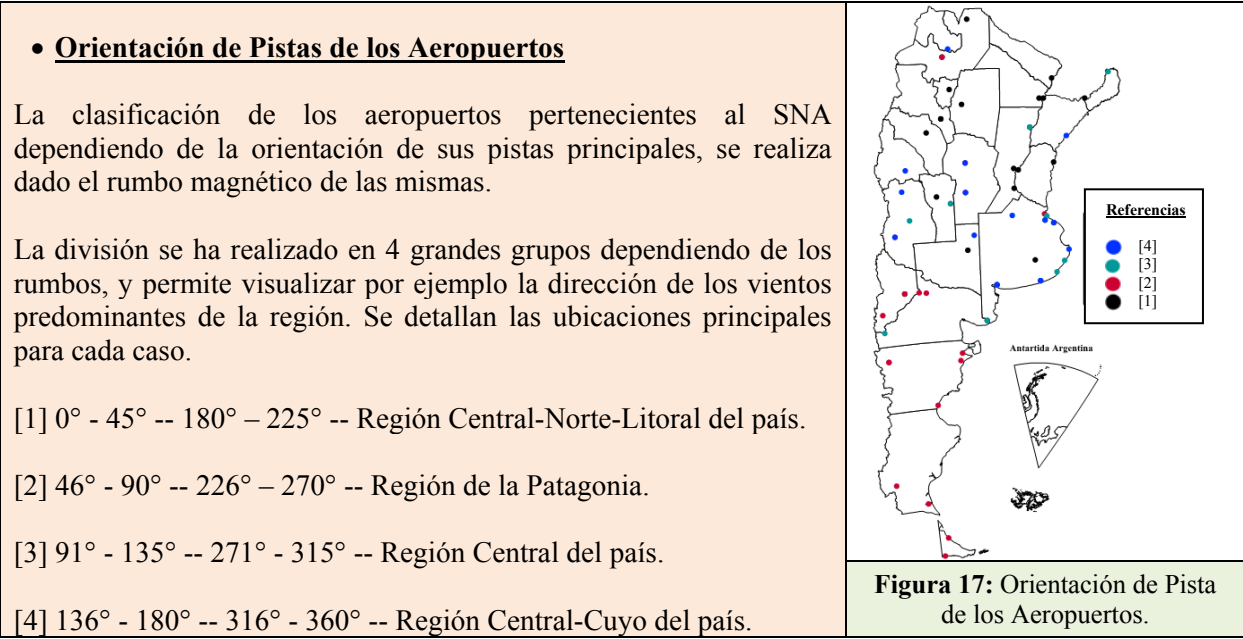 • Orientación de Pistas de los Aeropuertos
La clasificación de los aeropuertos pertenecientes al SNA
dependiendo de la orientación de sus pistas principales, se realiza
dado el rumbo magnético de las mismas.
La división se ha realizado en 4 grandes grupos dependiendo de los
rumbos, y permite visualizar por ejemplo la dirección de los vientos
predominantes de la región. Se detallan las ubicaciones principales
para cada caso.
[1] 0° - 45° -- 180° – 225° -- Región Central-Norte-Litoral del país.
[2] 46° - 90° -- 226° – 270° -- Región de la Patagonia.
[3] 91° - 135° -- 271° - 315° -- Región Central del país.
[4] 136° - 180° -- 316° - 360° -- Región Central-Cuyo del país.
Referencias
[4]
[3]
[2]
[1]
Antartida Argentina
Figura 17: Orientación de Pista
de los Aeropuertos.